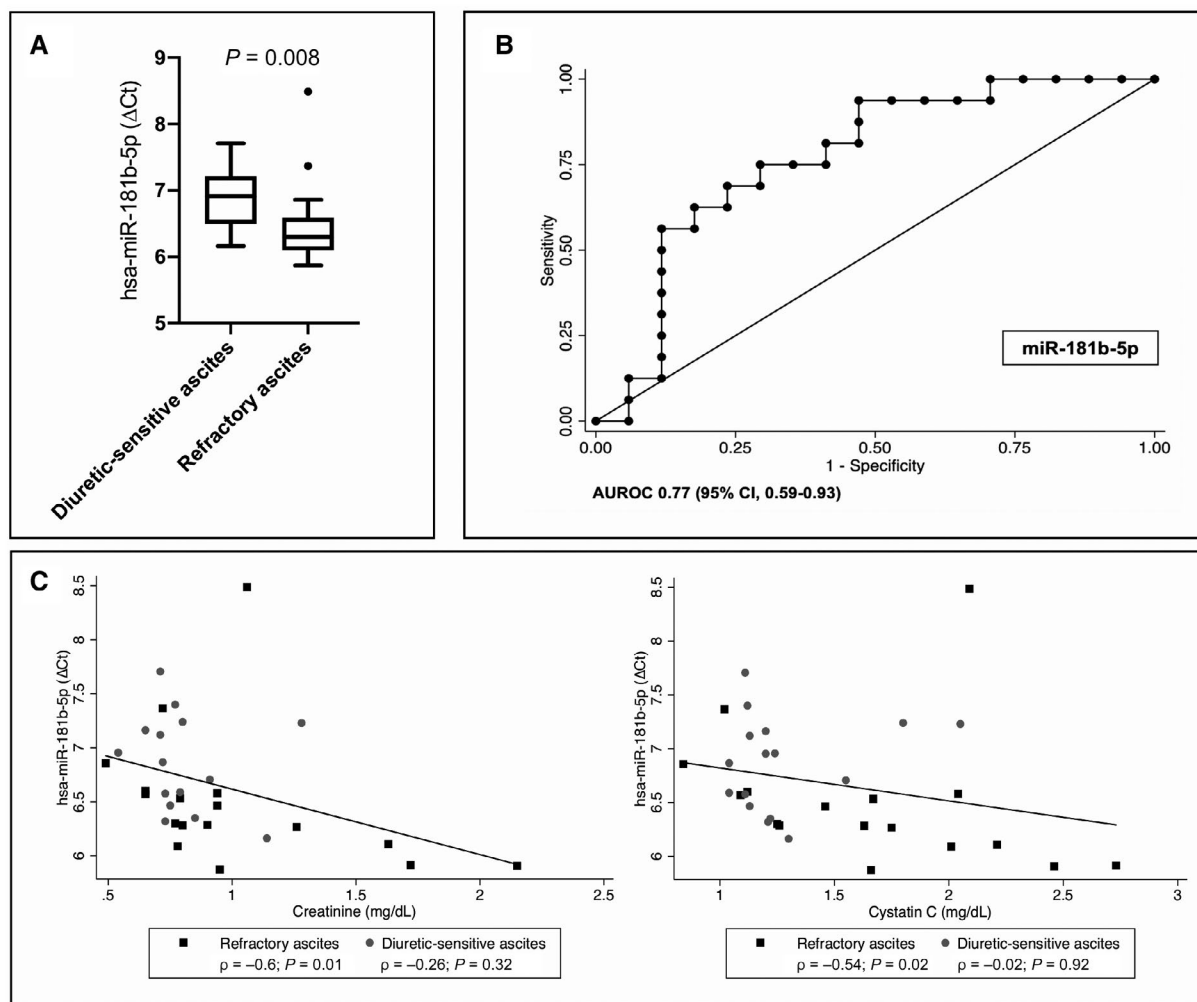 A
P = 0.008
hsa-miR-181b-5p (ΔCt)
9
8
7
6
5
Diuretic-sensitive ascites
Refractory ascites
B
Sensitivity
1.00
0.75
0.50
0.25
0.00
0.00
0.25
0.50
0.75
1.00
1 - Specificity
miR-181b-5p
AUROC 0.77 (95% CI, 0.59-0.93)
C
hsa-miR-181b-5p (ΔCt)
8.5
8
7.5
7
6.5
6
.5
1
1.5
2
2.5
Creatinine (mg/dL)
Refractory ascites
Diuretic-sensitive ascites
ρ = –0.6; P = 0.01
ρ = –0.26; P = 0.32
hsa-miR-181b-5p (ΔCt)
8.5
8
7.5
7
6.5
6
1
1.5
2
2.5
3
Cystatin C (mg/dL)
Refractory ascites
Diuretic-sensitive ascites
ρ = –0.54; P = 0.02
ρ = –0.02; P = 0.92